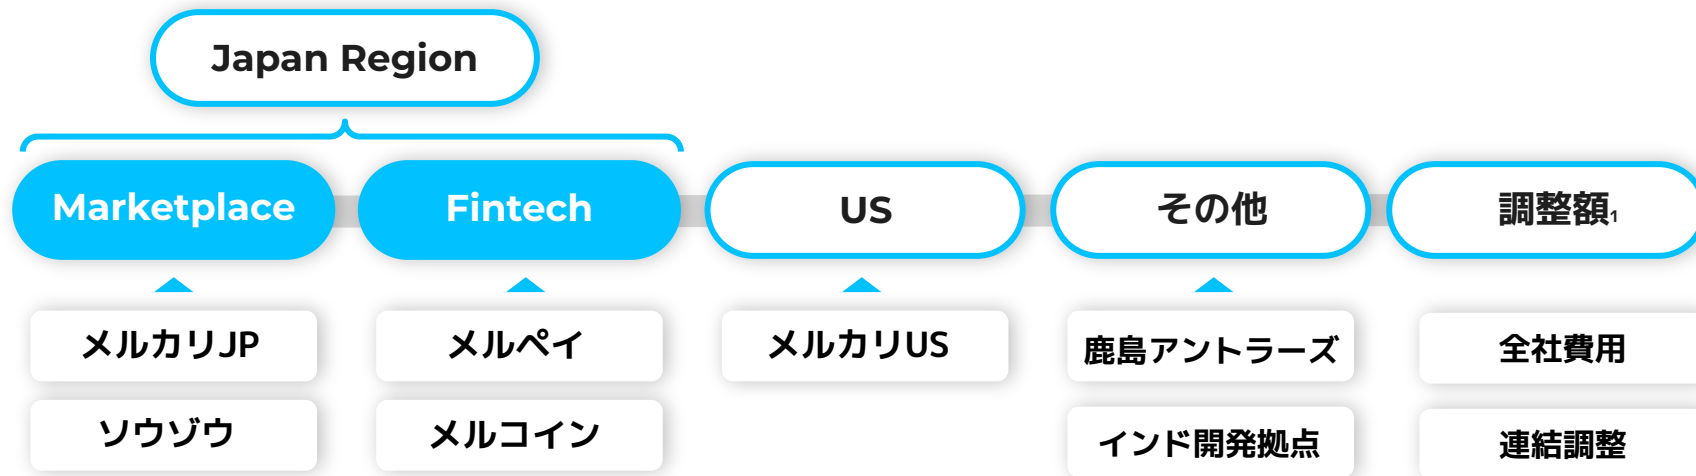 Japan Region
Marketplace
Fintech
US
その他
調整額1
メルカリJP
メルペイ
メルカリUS
鹿島アントラーズ
全社費用
ソウゾウ
メルコイン
インド開発拠点
連結調整